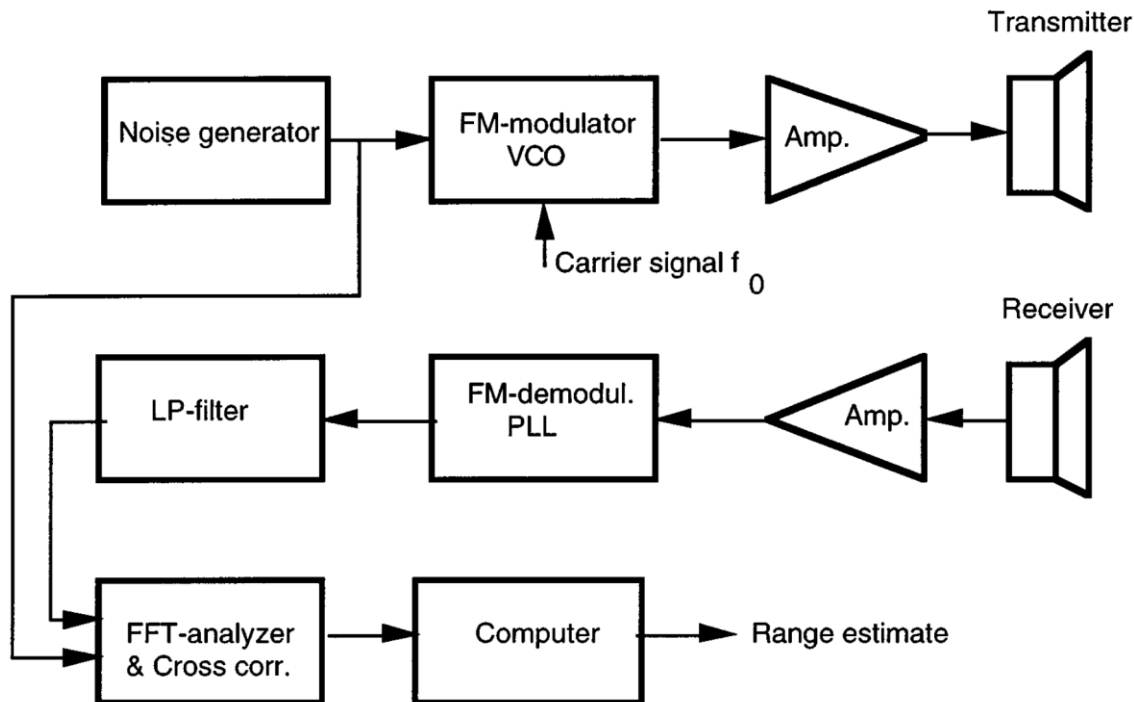 Transmitter
Noise generator
FM-modulator
VCO
Amp.
Carrier signal f
0
Receiver
LP-filter
FM-demodul.
PLL
Amp.
FFT-analyzer
& Cross corr.
Computer
Range estimate